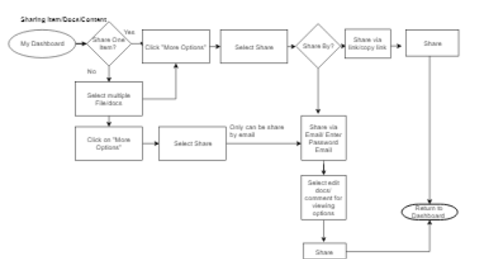 Sharing Item/Docs/Content
My Dashboard
Share One
Item?
Yes
Click "More Options"
Select Share
Share By?
Share via
link/copy link
Share
No
Select multiple
File/docs
Click on "More
Options"
Select Share
Only can be share
by email
Share via
Email/ Enter
Password
Email
Select edit
docs/
comment for
viewing
options
Return to
Dashboard
Share